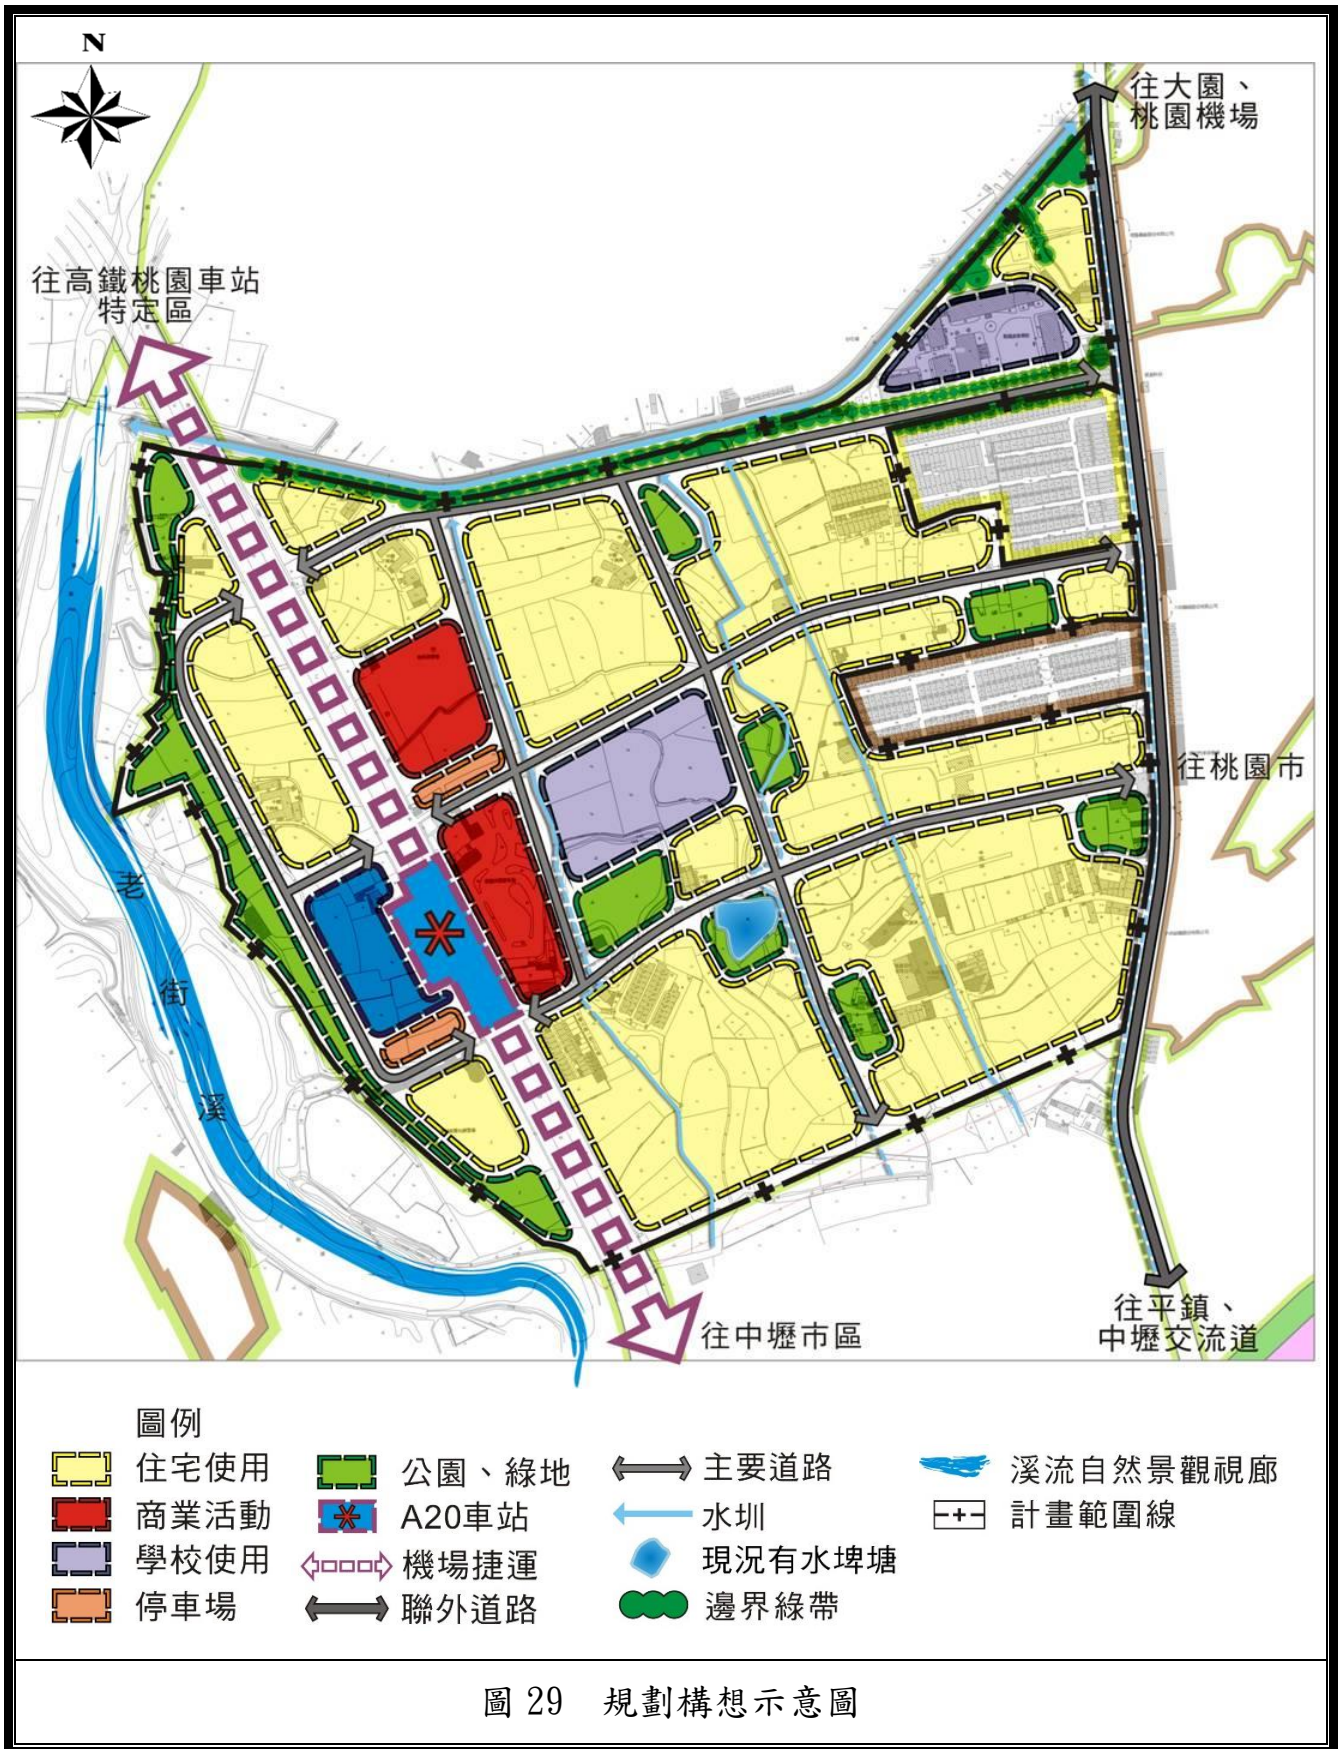 N
往大園、
桃園機場
往高鐵桃園車站
特定區
往桃園市
老
街
溪
往平鎮、
中壢交流道
往中壢市區
圖例
住宅使用
商業活動
學校使用
停車場
公園、綠地
A20車站
機場捷運
聯外道路
主要道路
水圳
現況有水埤塘
邊界綠帶
溪流自然景觀視廊
計畫範圍線
圖 29 規劃構想示意圖